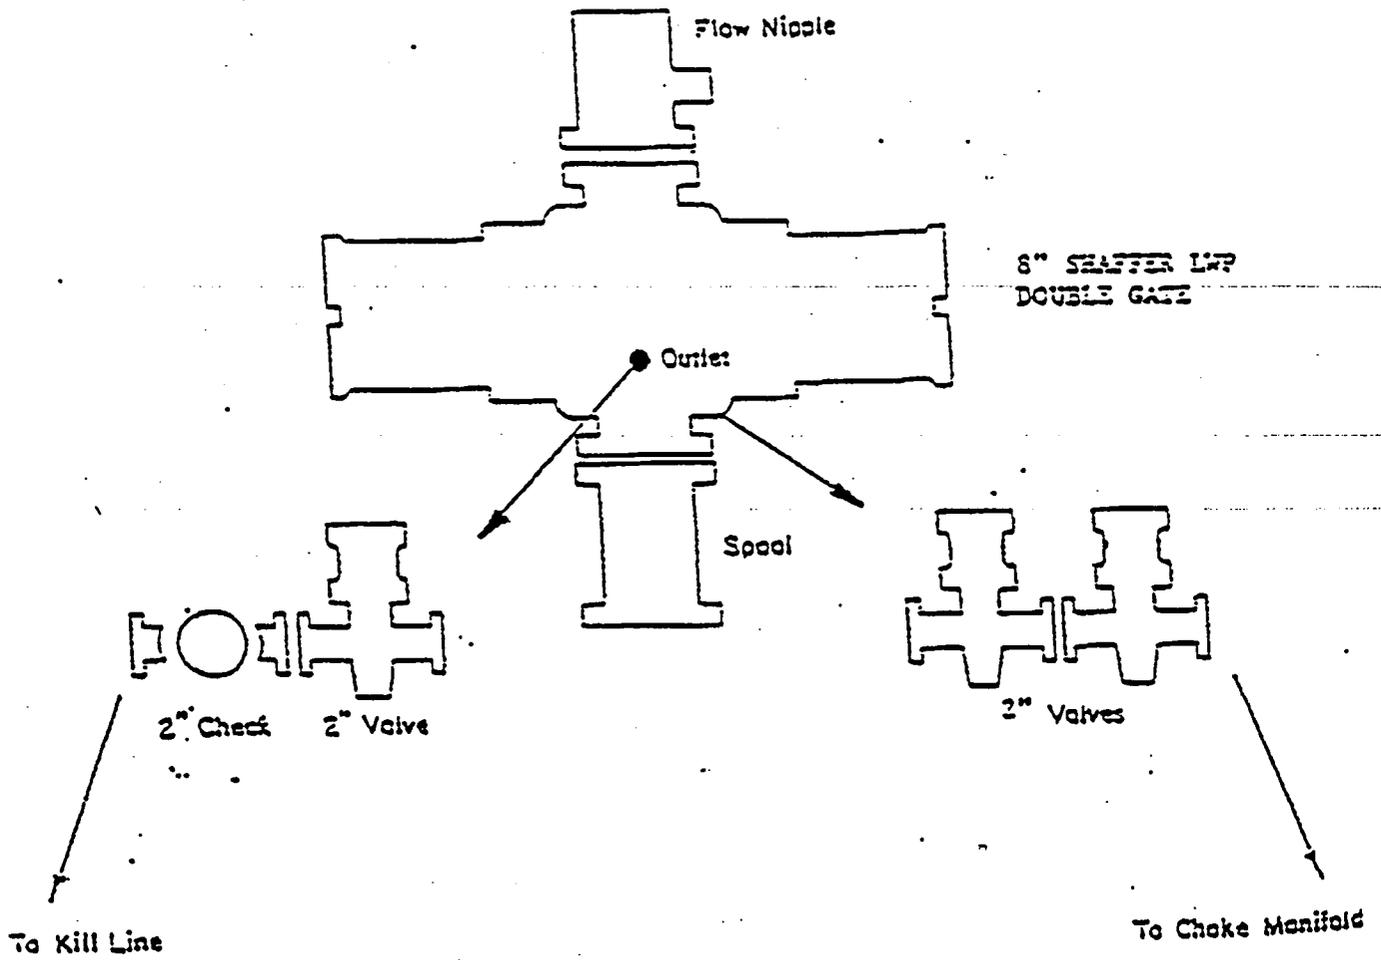 Flow Nipple
8" SHAFFER LWP
DOUBLE GATE
Outlet
Spool
2" Check
2" Valve
2" Valves
To Kill Line
To Choke Manifold